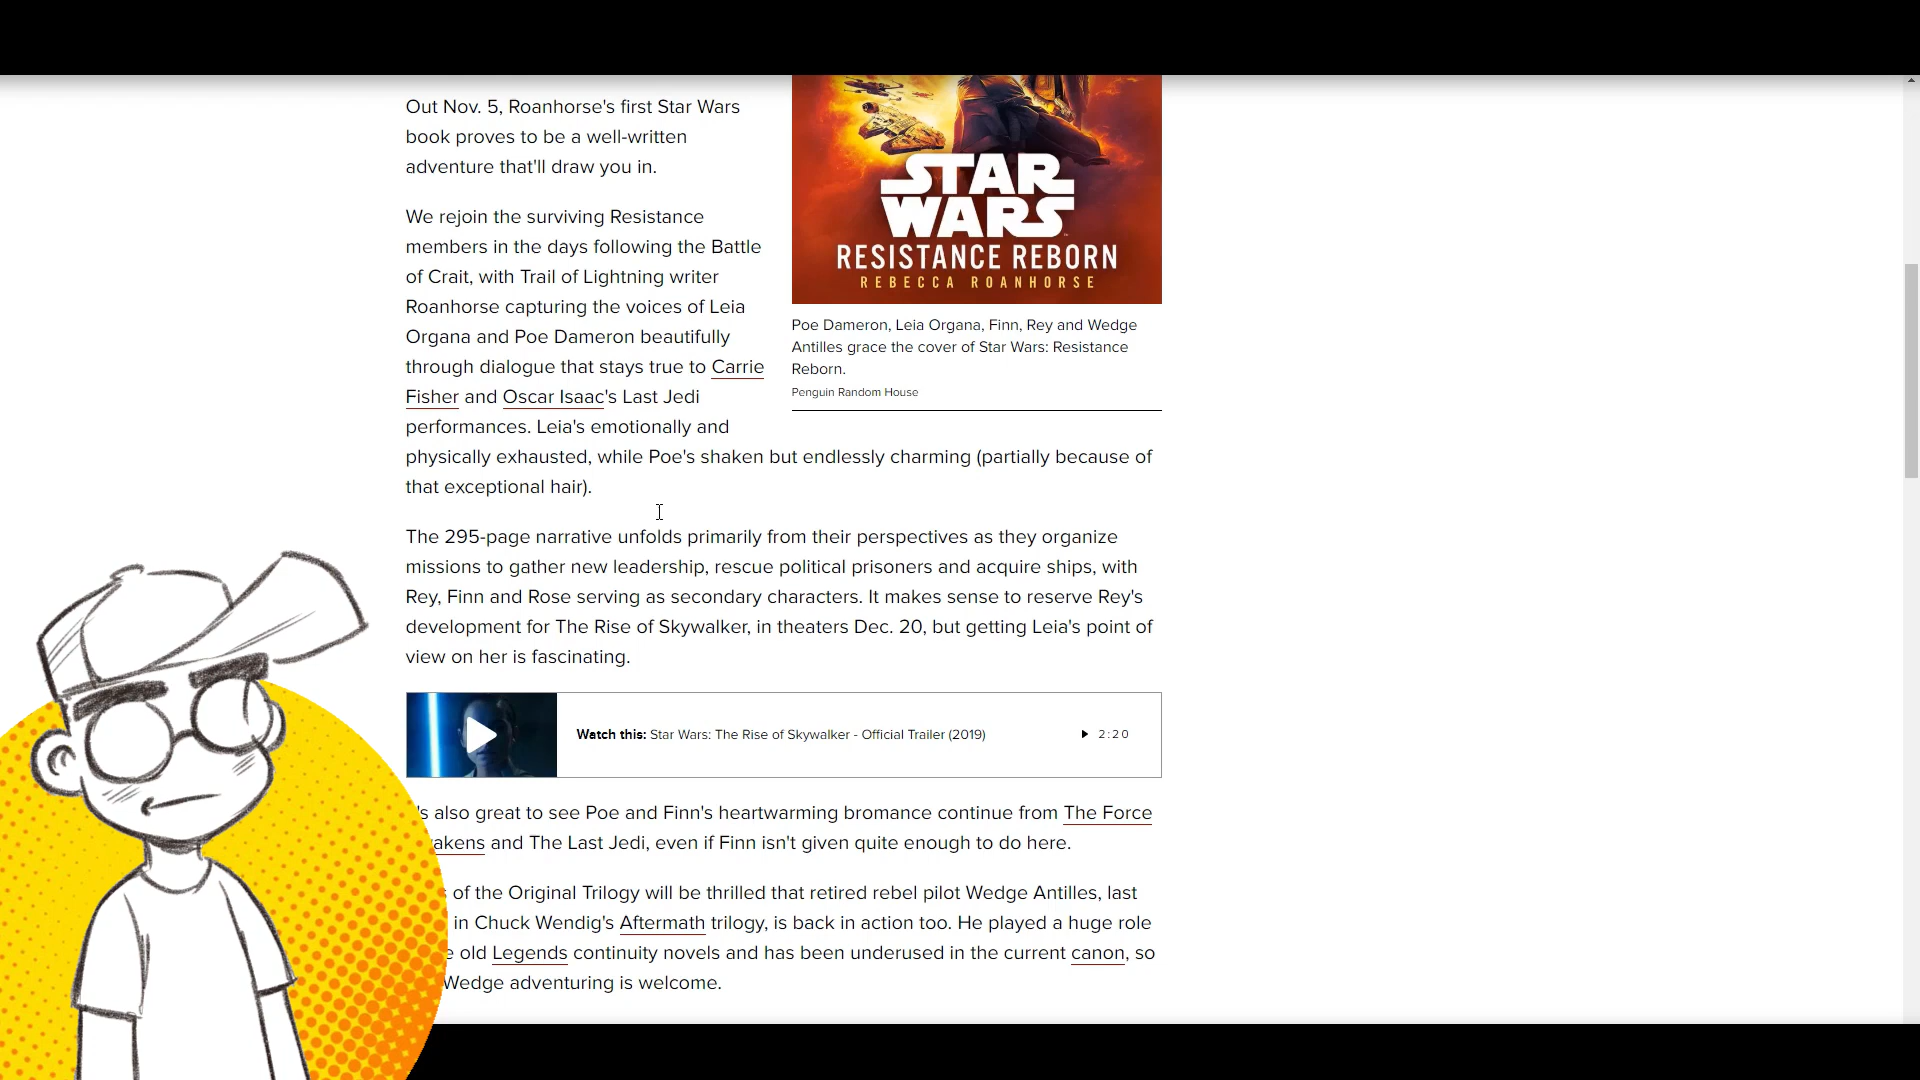 Out Nov. 5, Roanhorse's first Star Wars
book proves to be a well-written
adventure that'll draw you in.
We rejoin the surviving Resistance
members in the days following the Battle
of Crait, with Trail of Lightning writer
Roanhorse capturing the voices of Leia
Organa and Poe Dameron beautifully
through dialogue that stays true to Carrie
Fisher and Oscar Isaac's Last Jedi
performances. Leia's emotionally and
physically exhausted, while Poe's shaken but endlessly charming (partially because of
that exceptional hair).
STAR
WARS
RESISTANCE REBORN
REBECCA ROANHORSE
Poe Dameron, Leia Organa, Finn, Rey and Wedge
Antilles grace the cover of Star Wars: Resistance
Reborn.
Penguin Random House
The 295-page narrative unfolds primarily from their perspectives as they organize
missions to gather new leadership, rescue political prisoners and acquire ships, with
Rey, Finn and Rose serving as secondary characters. It makes sense to reserve Rey's
development for The Rise of Skywalker, in theaters Dec. 20, but getting Leia's point of
view on her is fascinating.
Watch this: Star Wars: The Rise of Skywalker - Official Trailer (2019)
2:20
's also great to see Poe and Finn's heartwarming bromance continue from The Force
akens and The Last Jedi, even if Finn isn't given quite enough to do here.
of the Original Trilogy will be thrilled that retired rebel pilot Wedge Antilles, last
in Chuck Wendig's Aftermath trilogy, is back in action too. He played a huge role
old Legends continuity novels and has been underused in the current canon, so
Wedge adventuring is welcome.